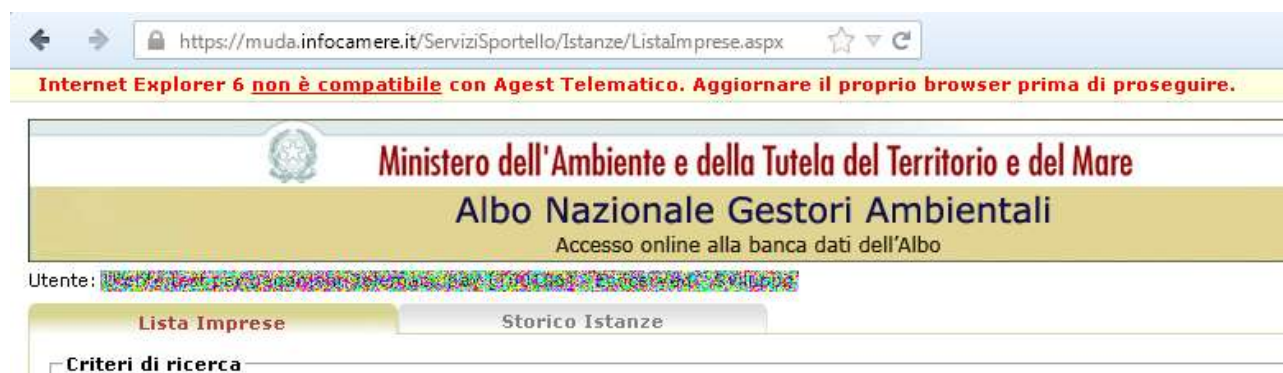 https://muda.infocamere.it/ServiziSportello/Istanze/ListaImprese.aspx
Internet Explorer 6 non è compatibile con Agest Telematico. Aggiornare il proprio browser prima di proseguire.
Ministero dell'Ambiente e della Tutela del Territorio e del Mare
Albo Nazionale Gestori Ambientali
Accesso online alla banca dati dell'Albo
Utente:
Lista Imprese Storico Istanze
Criteri di ricerca